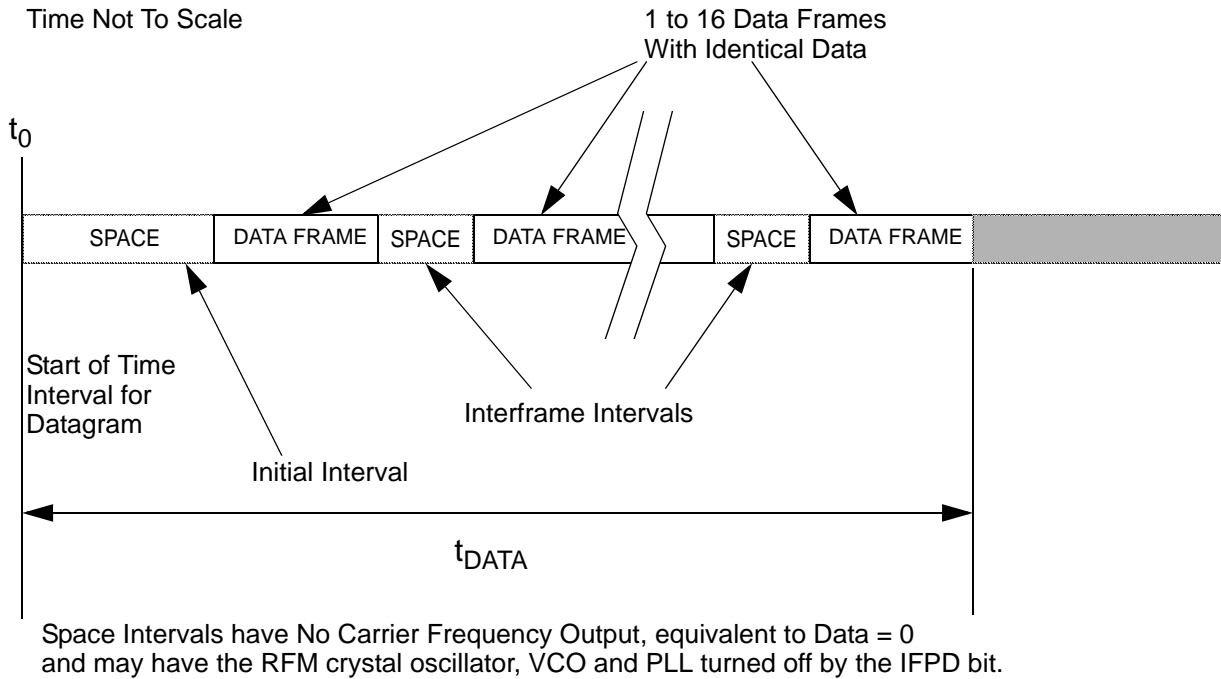 Time Not To Scale
1 to 16 Data Frames
With Identical Data
t0
SPACE
DATA FRAME
SPACE
DATA FRAME
SPACE
DATA FRAME
Start of Time
Interval for
Datagram
Interframe Intervals
Initial Interval
tDATA
Space Intervals have No Carrier Frequency Output, equivalent to Data = 0
and may have the RFM crystal oscillator, VCO and PLL turned off by the IFPD bit.